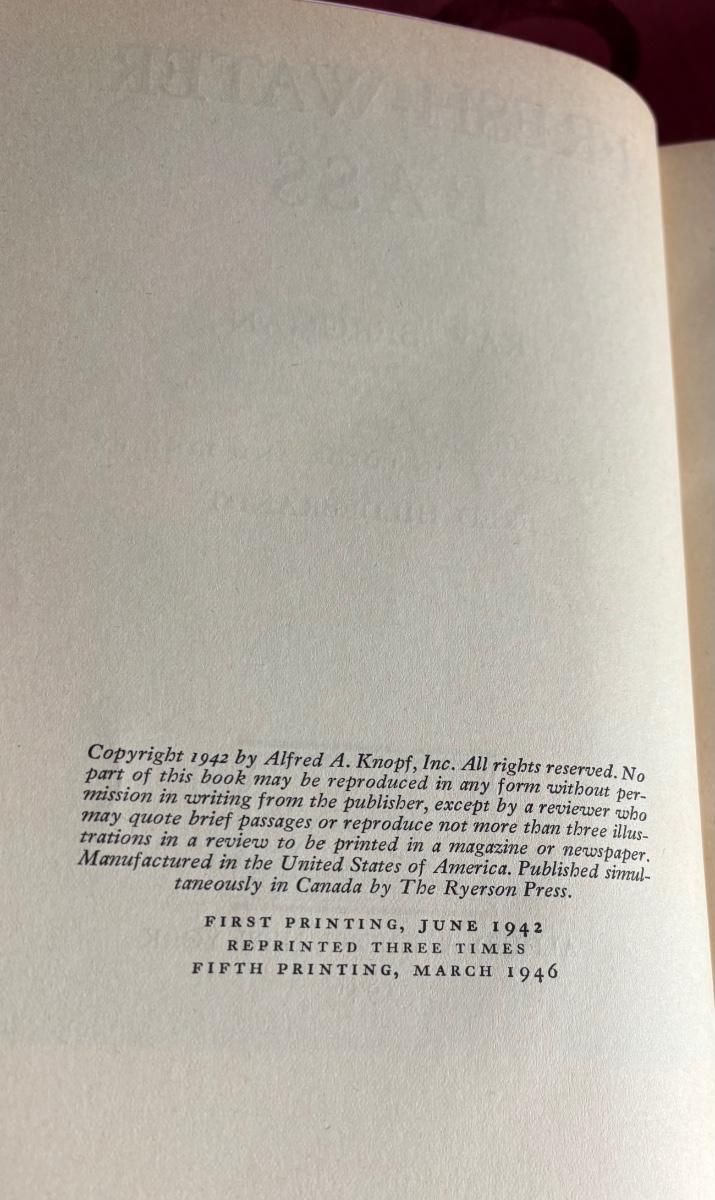 Copyright 1942 by Alfred A. Knopf, Inc. All rights reserved. No
part of this book may be reproduced in any form without per-
mission in writing from the publisher, except by a reviewer who
may quote brief passages or reproduce not more than three illus-
trations in a review to be printed in a magazine or newspaper.
Manufactured in the United States of America. Published simul-
taneously in Canada by The Ryerson Press.
FIRST PRINTING, JUNE 1942
REPRINTED THREE TIMES
FIFTH PRINTING, MARCH 1946